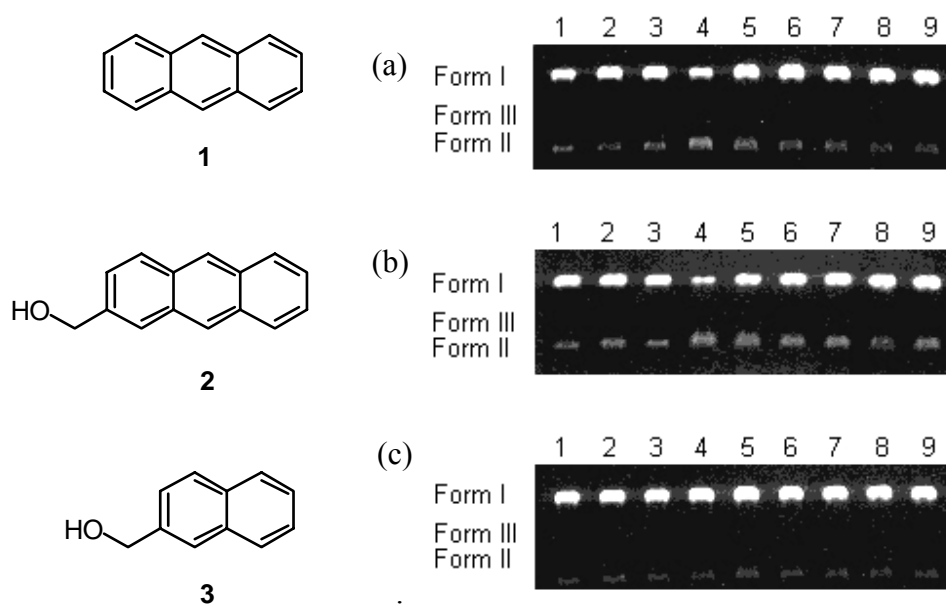 1
(a)
1 2 3 4 5 6 7 8 9
Form I
Form III
Form II
HO
2
(b)
1 2 3 4 5 6 7 8 9
Form I
Form III
Form II
HO
3
(c)
1 2 3 4 5 6 7 8 9
Form I
Form III
Form II
.